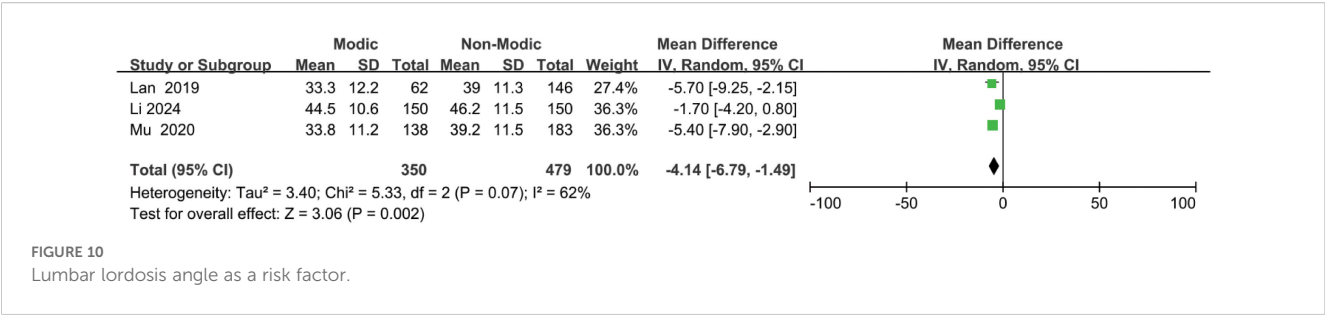 Modic Non-Modic Mean Difference Mean Difference
Study or Subgroup Mean SD Total Mean SD Total Weight IV, Random, 95% CI IV, Random, 95% CI
Lan 2019 33.3 12.2 62 39 11.3 146 27.4% -5.70 [-9.25, -2.15]
Li 2024 44.5 10.6 150 46.2 11.5 150 36.3% -1.70 [-4.20, 0.80]
Mu 2020 33.8 11.2 138 39.2 11.5 183 36.3% -5.40 [-7.90, -2.90]
Total (95% CI) 350 479 100.0% -4.14 [-6.79, -1.49]
Heterogeneity: Tau² = 3.40; Chi² = 5.33, df = 2 (P = 0.07); I² = 62%
Test for overall effect: Z = 3.06 (P = 0.002)
-100 -50 0 50 100
FIGURE 10
Lumbar lordosis angle as a risk factor.